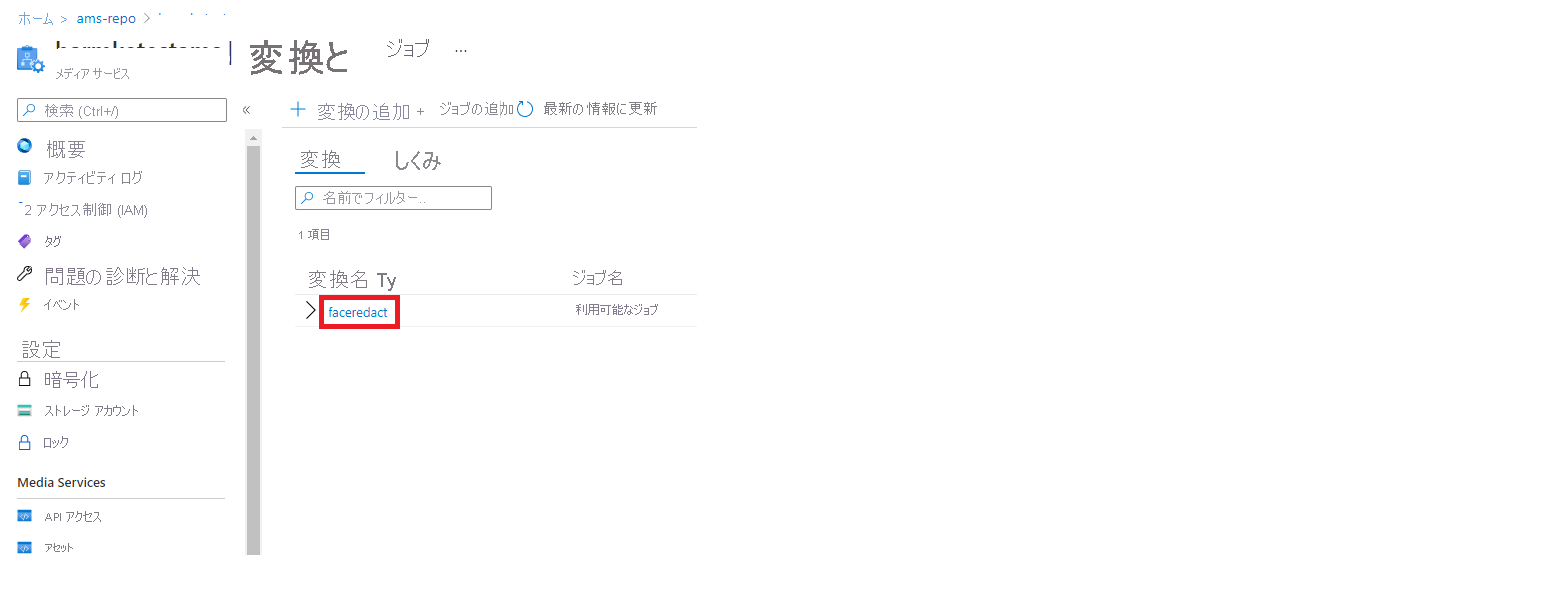 ホーム > ams-repo >
変換と ジョブ ...
メディア サービス
検索 (Ctrl+/) «
+ 変換の追加 + ジョブの追加 最新の情報に更新
概要
アクティビティ ログ
2 アクセス制御 (IAM)
タグ
問題の診断と解決
イベント
設定
暗号化
ストレージ アカウント
ロック
Media Services
API アクセス
アセット
変換 しくみ
名前でフィルター..
1 項目
変換名 Ty ジョブ名
faceredact 利用可能なジョブ